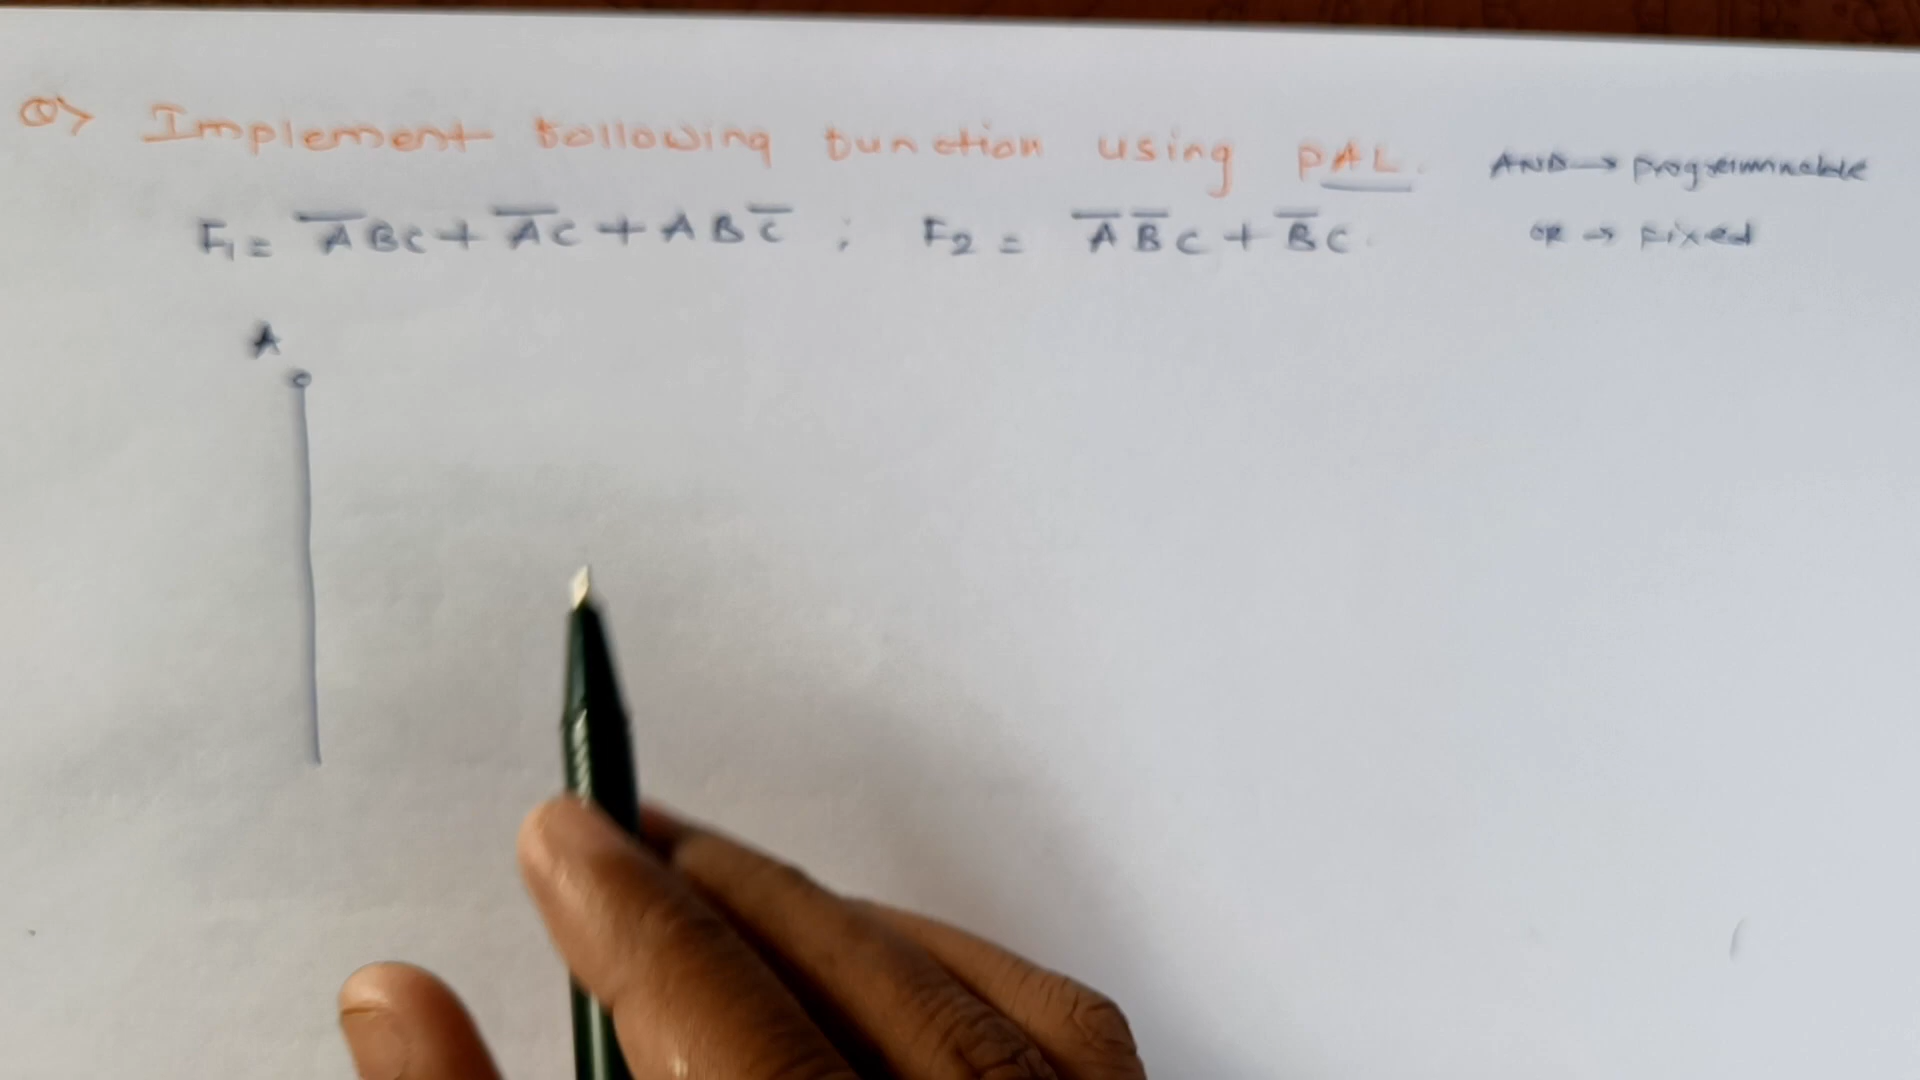 Q> Implement following function using PAL.
AND → programmable
F₁ = A̅BC + A̅C + ABC̅ ; F₂ = A̅B̅C + B̅C.
OR → Fixed
A